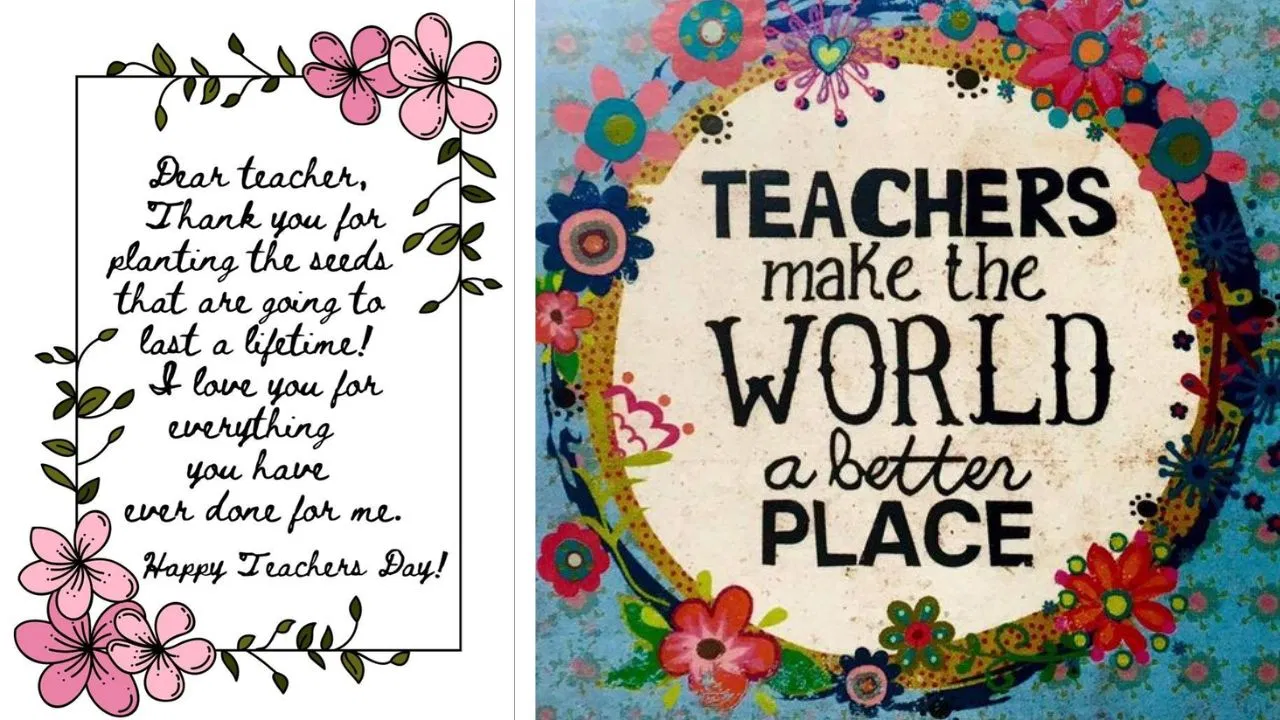 Dear teacher,
Thank you for
planting the seeds
that are going to
last a lifetime!
I love you for
everything
you have
ever done for me.
Happy Teachers Day!
TEACHERS
make the
WORLD
a better
PLACE